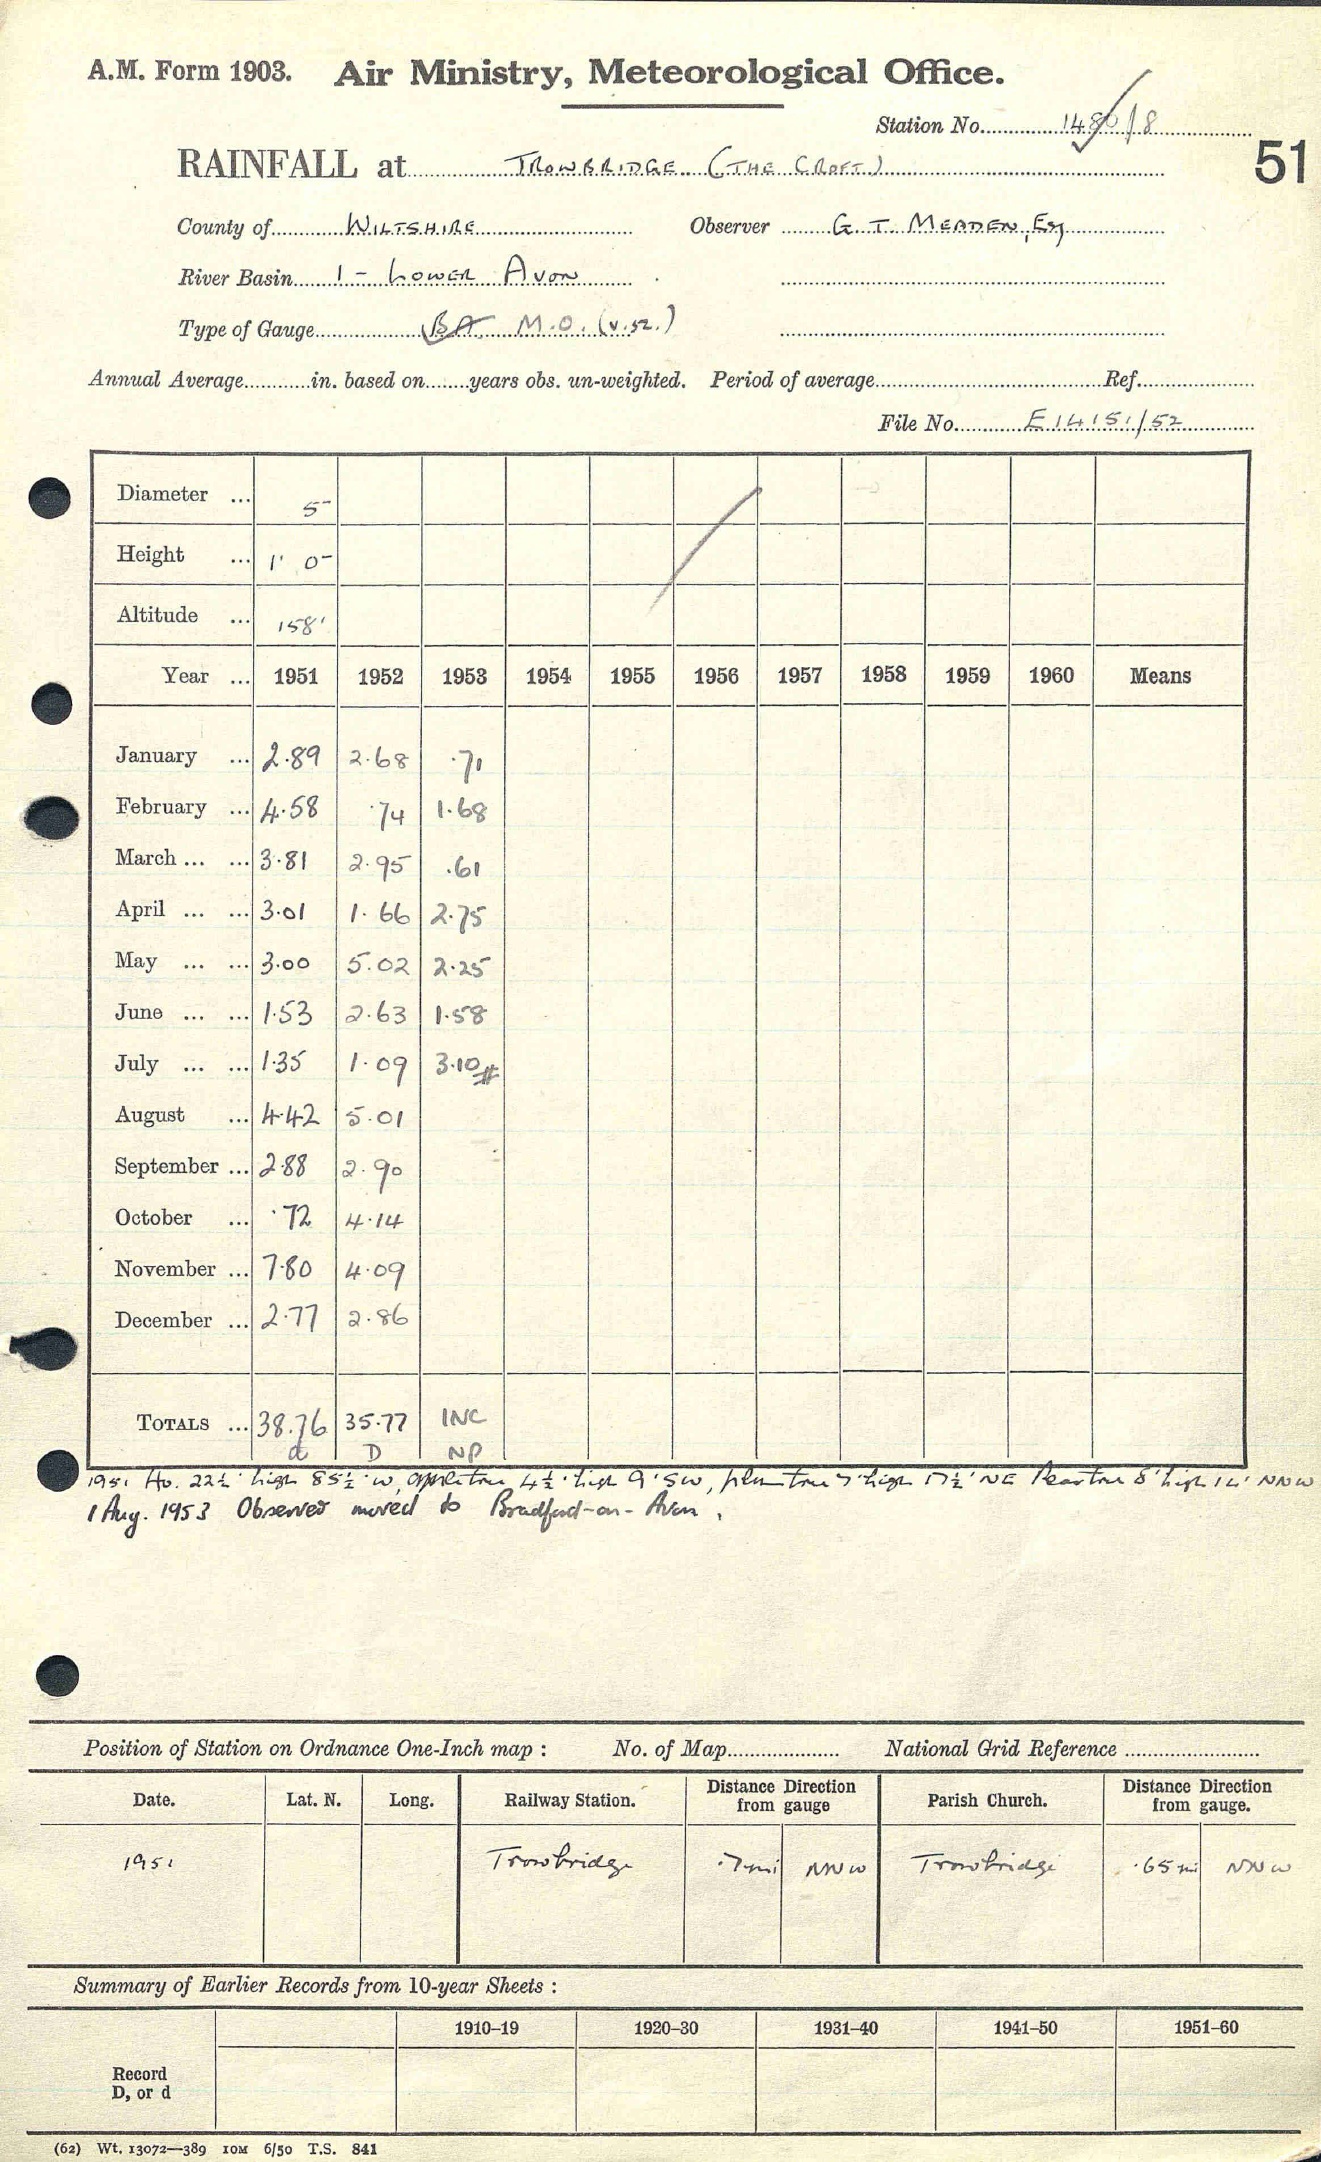 A.M. Form 1903. Air Ministry, Meteorological Office.
Station No. 1480/8
51
RAINFALL at TROWBRIDGE (THE CROFT)
County of WILTSHIRE Observer G. T. MEADEN, Esq
River Basin 1 - LOWER AVON
Type of Gauge BA M.O. (v.52.)
Annual Average in. based on years obs. un-weighted. Period of average Ref.
File No. E14151/52
Diameter ... 5"
Height ... 1' 0"
Altitude ... 158'
Year ... 1951 1952 1953 1954 1955 1956 1957 1958 1959 1960 Means
January ... 2.89 2.68 .71
February ... 4.58 .74 1.68
March ... ... 3.81 2.95 .61
April ... ... 3.01 1.66 2.75
May ... ... 3.00 5.02 2.25
June ... ... 1.53 2.63 1.58
July ... ... 1.35 1.09 3.10 #
August ... 4.42 5.01
September ... 2.88 2.90
October ... .72 4.14
November ... 7.80 4.09
December ... 2.77 2.86
TOTALS ... 38.76 35.77 INC
d D NP
1951 Ho. 22½' high 85½' W, apple tree 4½' high 9' SW, plum tree 7' high 17½' NE Pear tree 8' high 14' NNW
1 Aug. 1953 Observer moved to Bradford-on-Avon.
Position of Station on Ordnance One-Inch map : No. of Map National Grid Reference
Date. Lat. N. Long. Railway Station. Distance Direction from gauge Parish Church. Distance Direction from gauge.
1951 Trowbridge .7 mi NNW Trowbridge .65 mi NNW
Summary of Earlier Records from 10-year Sheets :
1910–19 1920–30 1931–40 1941–50 1951–60
Record
D, or d
(62) Wt. 13072—389 10M 6/50 T.S. 841